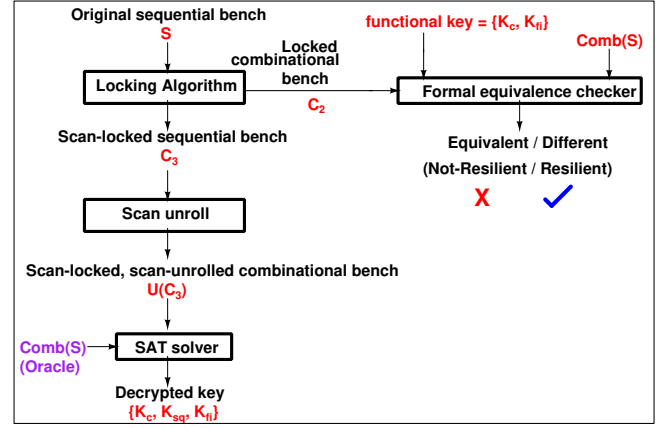 Original sequential bench
S
Locking Algorithm
Locked
combinational
bench
C2
functional key = {Kc, Kfi}
Comb(S)
Formal equivalence checker
Equivalent / Different
(Not-Resilient / Resilient)
X
Scan-locked sequential bench
C3
Scan unroll
Scan-locked, scan-unrolled combinational bench
U(C3)
Comb(S)
(Oracle)
SAT solver
Decrypted key
{Kc, Ksq, Kfi}